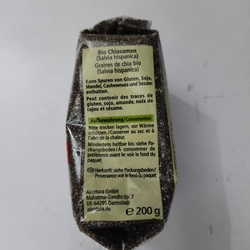 Bio Chiasamen
(Salvia hispanica)
Graines de chia bio
(Salvia hispanica)
Kann Spuren von Gluten, Soja,
Mandel, Cashewnuss und Sesam
enthalten.
Peut contenir des traces de
gluten, soja, amande, noix de
cajou et sésame.
Aufbewahrung/Conservation
Bitte trocken lagern, vor Wärme
schützen. /Conserver au sec et à
l'abri de la chaleur.
Mindestens haltbar bis: siehe Pa-
ckungsboden/À consommer de
préférence avant le voir le fond du
paquet.
Herkunft: siehe Packungsboden/
Provenance voir le fond du paquet
Alnatura GmbH
Mahatma-Gandhi-Str. 7
DE-64295 Darmstadt
alnatura.de
e 200 g